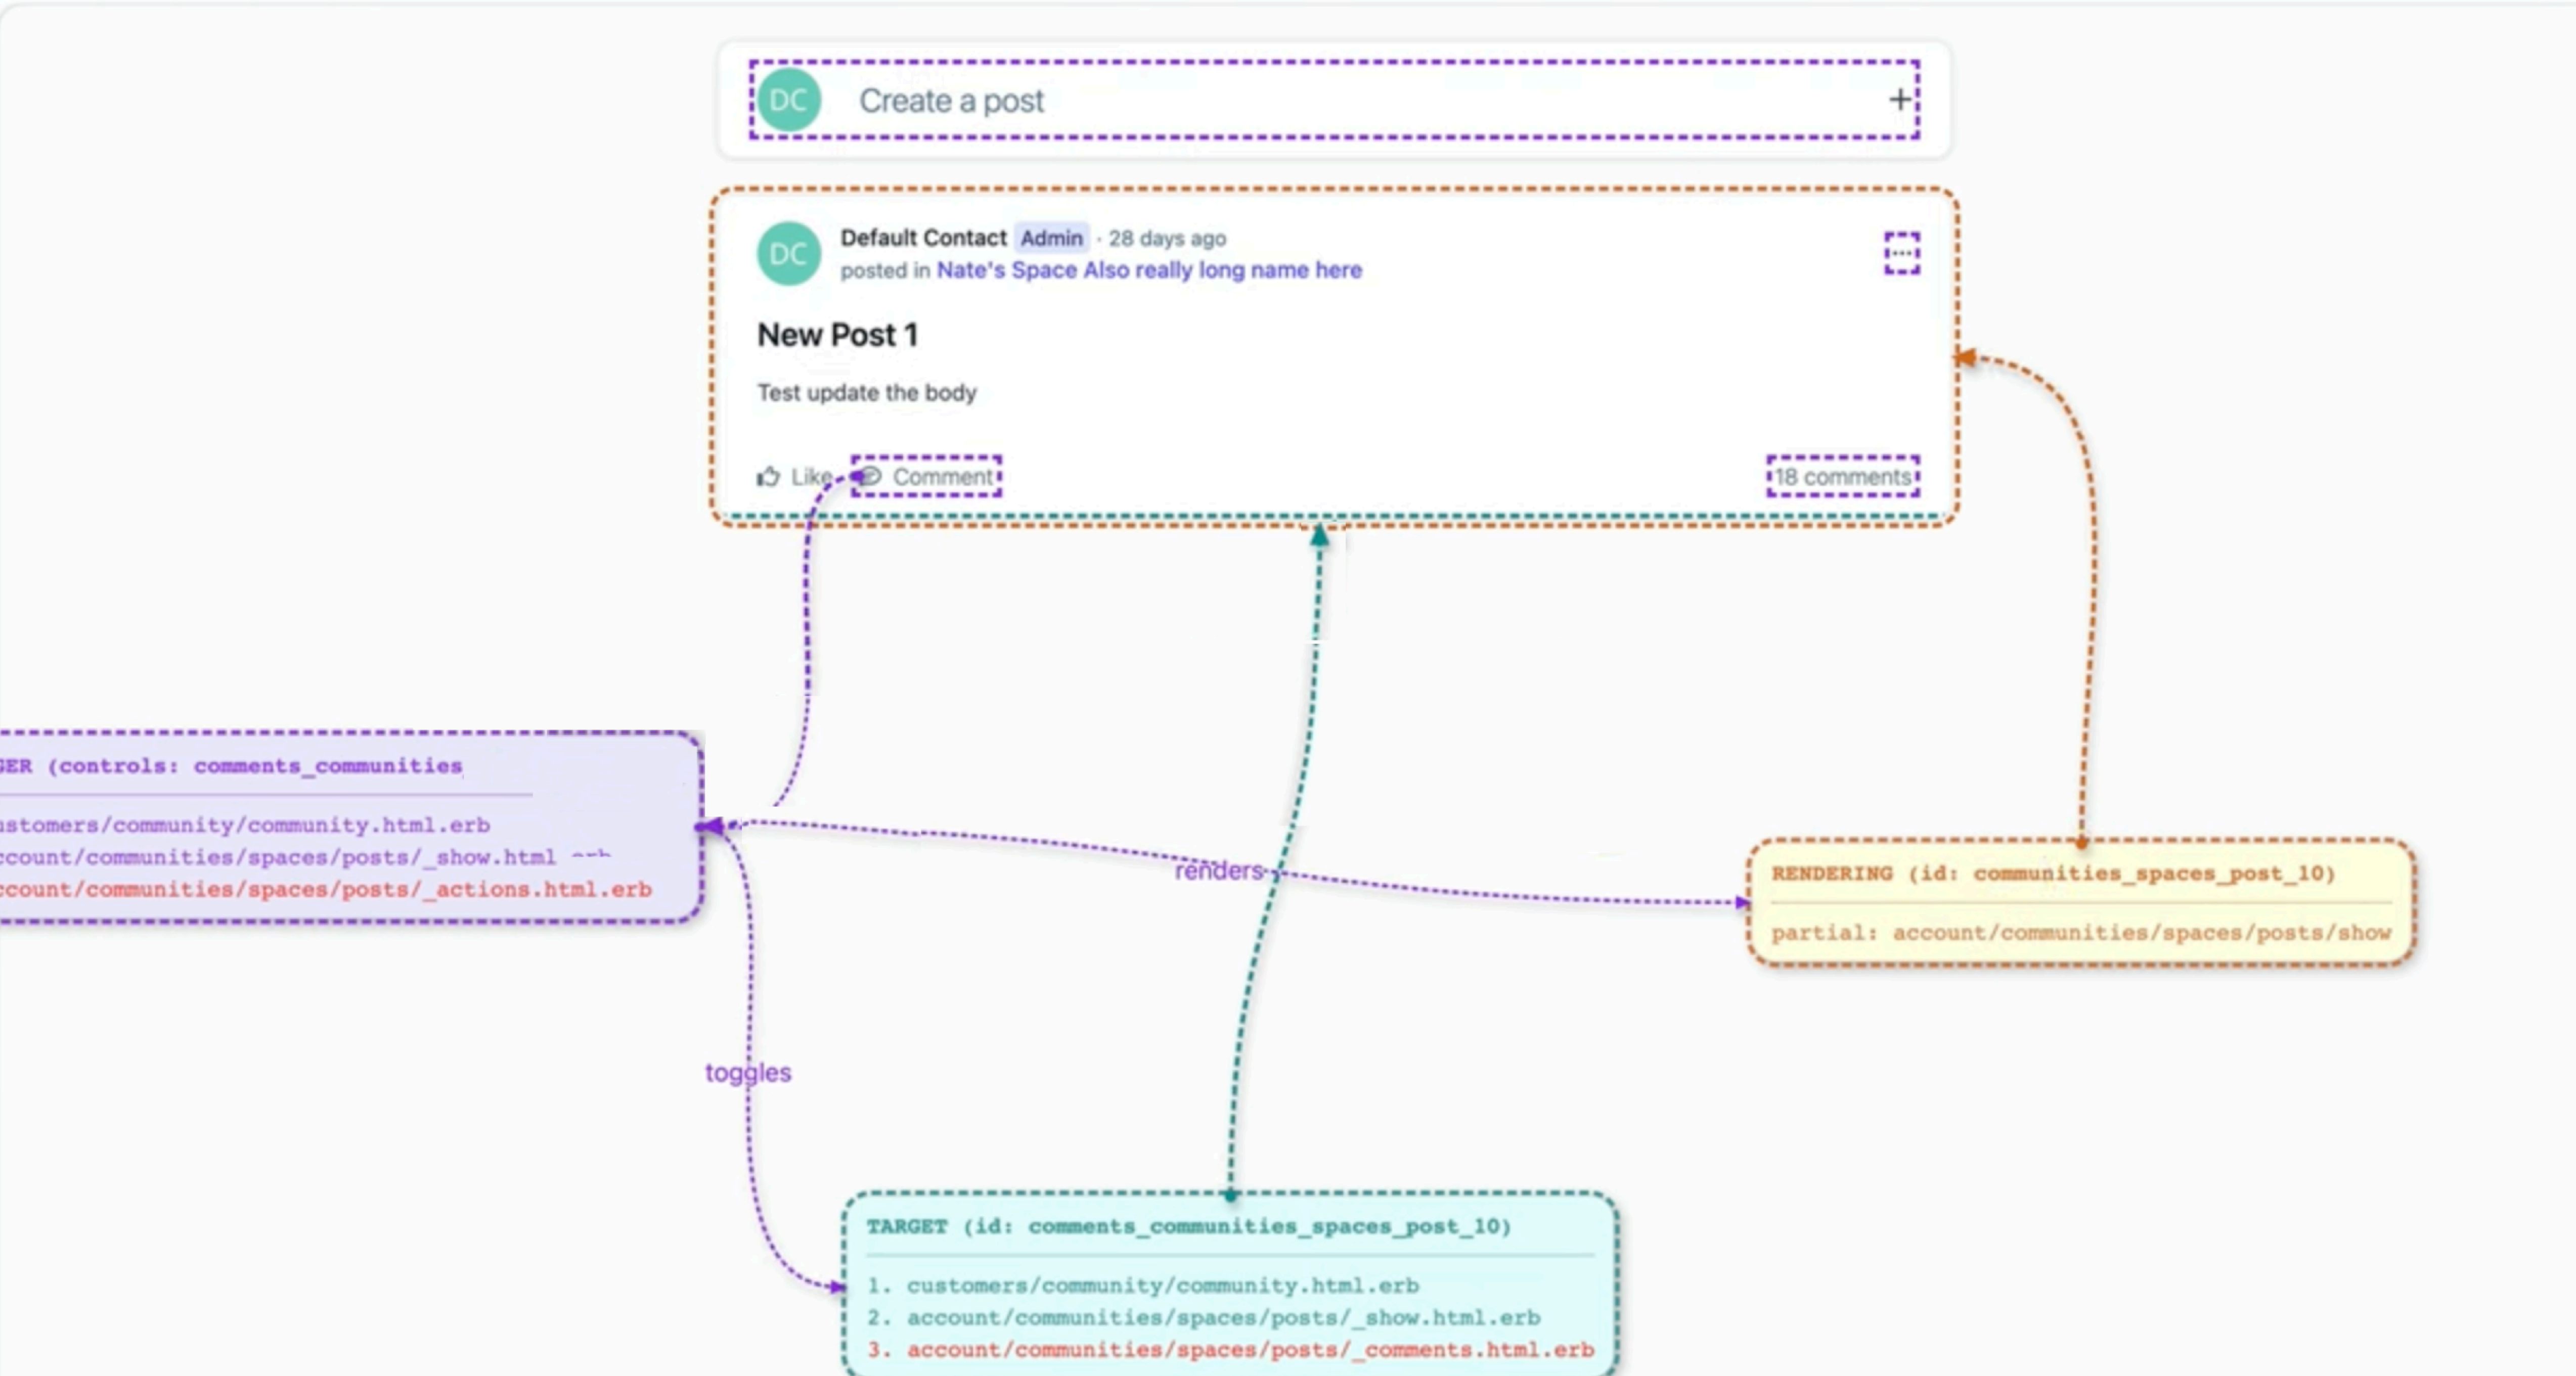 DC Create a post +
DC Default Contact Admin · 28 days ago
posted in Nate's Space Also really long name here
...
New Post 1
Test update the body
Like Comment 18 comments
GER (controls: comments_communities
ustomers/community/community.html.erb
ccount/communities/spaces/posts/_show.html erb
ccount/communities/spaces/posts/_actions.html.erb
renders
RENDERING (id: communities_spaces_post_10)
partial: account/communities/spaces/posts/show
toggles
TARGET (id: comments_communities_spaces_post_10)
1. customers/community/community.html.erb
2. account/communities/spaces/posts/_show.html.erb
3. account/communities/spaces/posts/_comments.html.erb